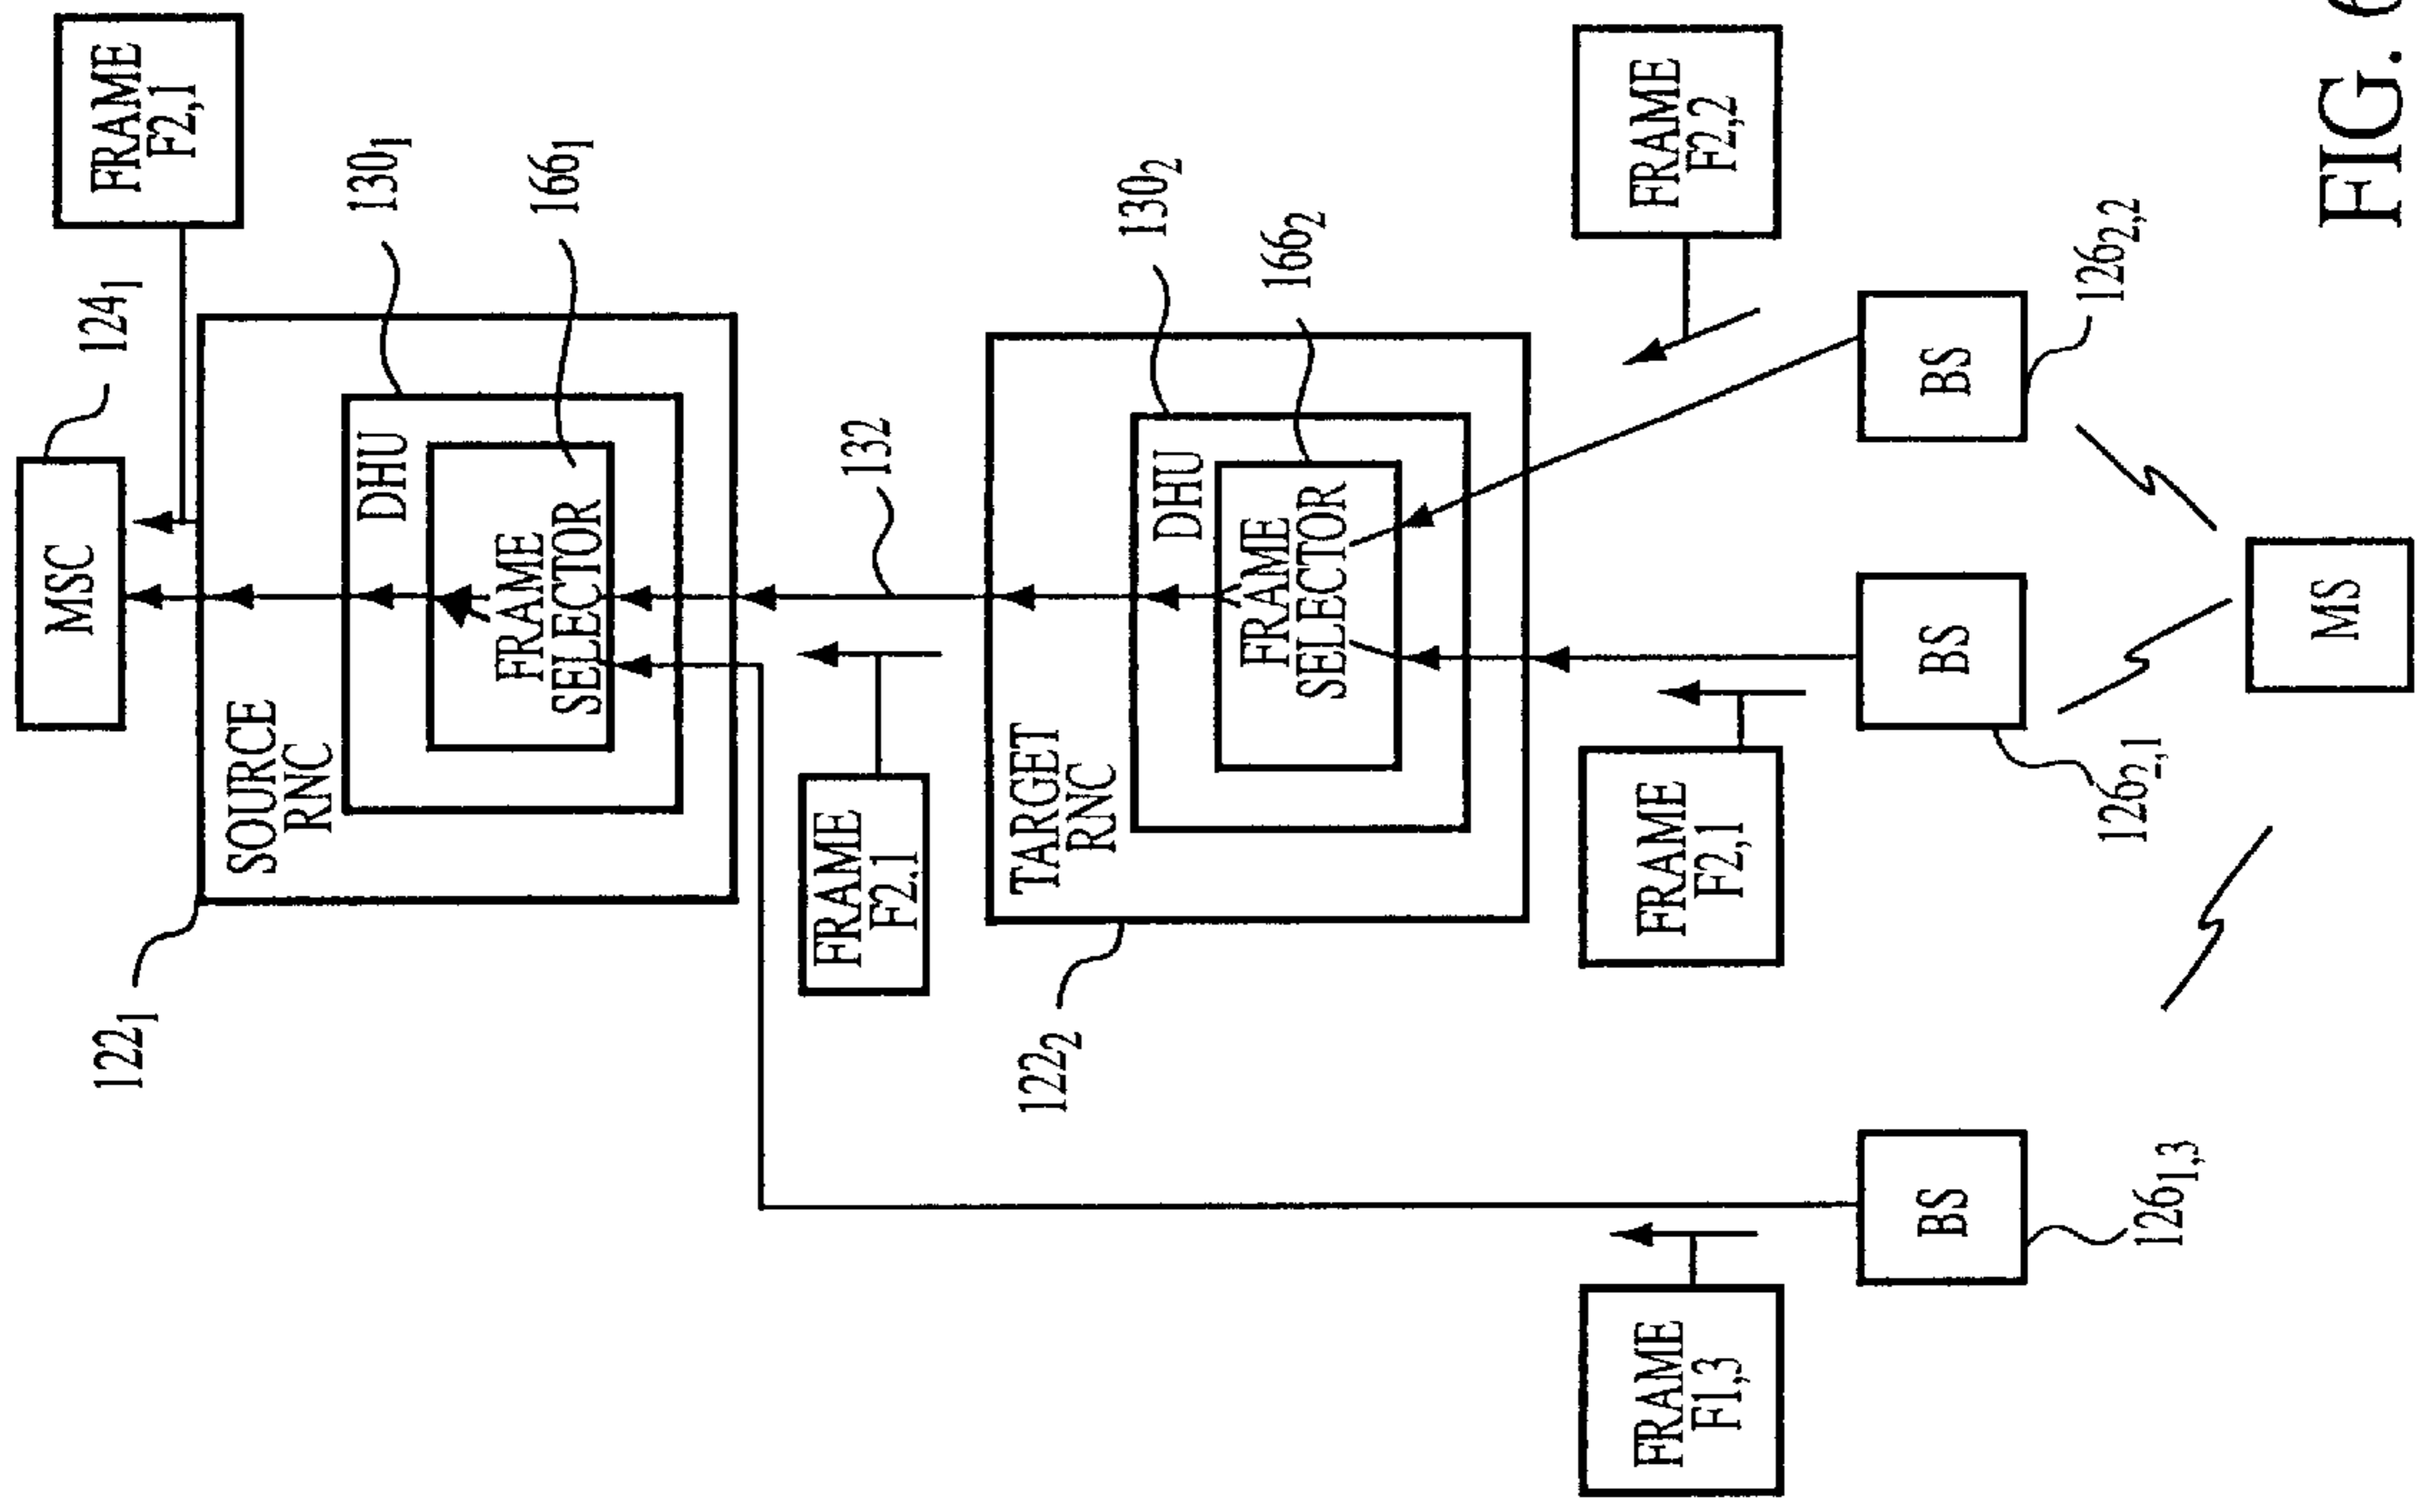 FRAME
F2,1
124₁
MSC
130₁
166₁
DHU
FRAME
SELECTOR
SOURCE
RNC
122₁
132
FRAME
F2.1
130₂
166₂
DHU
FRAME
SELECTOR
TARGET
RNC
122₂
FRAME
F2,2
FRAME
F2,1
FRAME
F1,3
BS
126₂,₂
BS
126₂,₁
BS
126₁,₃
MS
FIG.